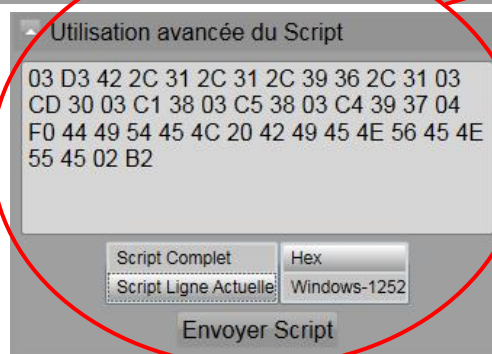 Utilisation avancée du Script
03 D3 42 2C 31 2C 31 2C 39 36 2C 31 03
CD 30 03 C1 38 03 C5 38 03 C4 39 37 04
F0 44 49 54 45 4C 20 42 49 45 4E 56 45 4E
55 45 02 B2
Script Complet Hex
Script Ligne Actuelle Windows-1252
Envoyer Script